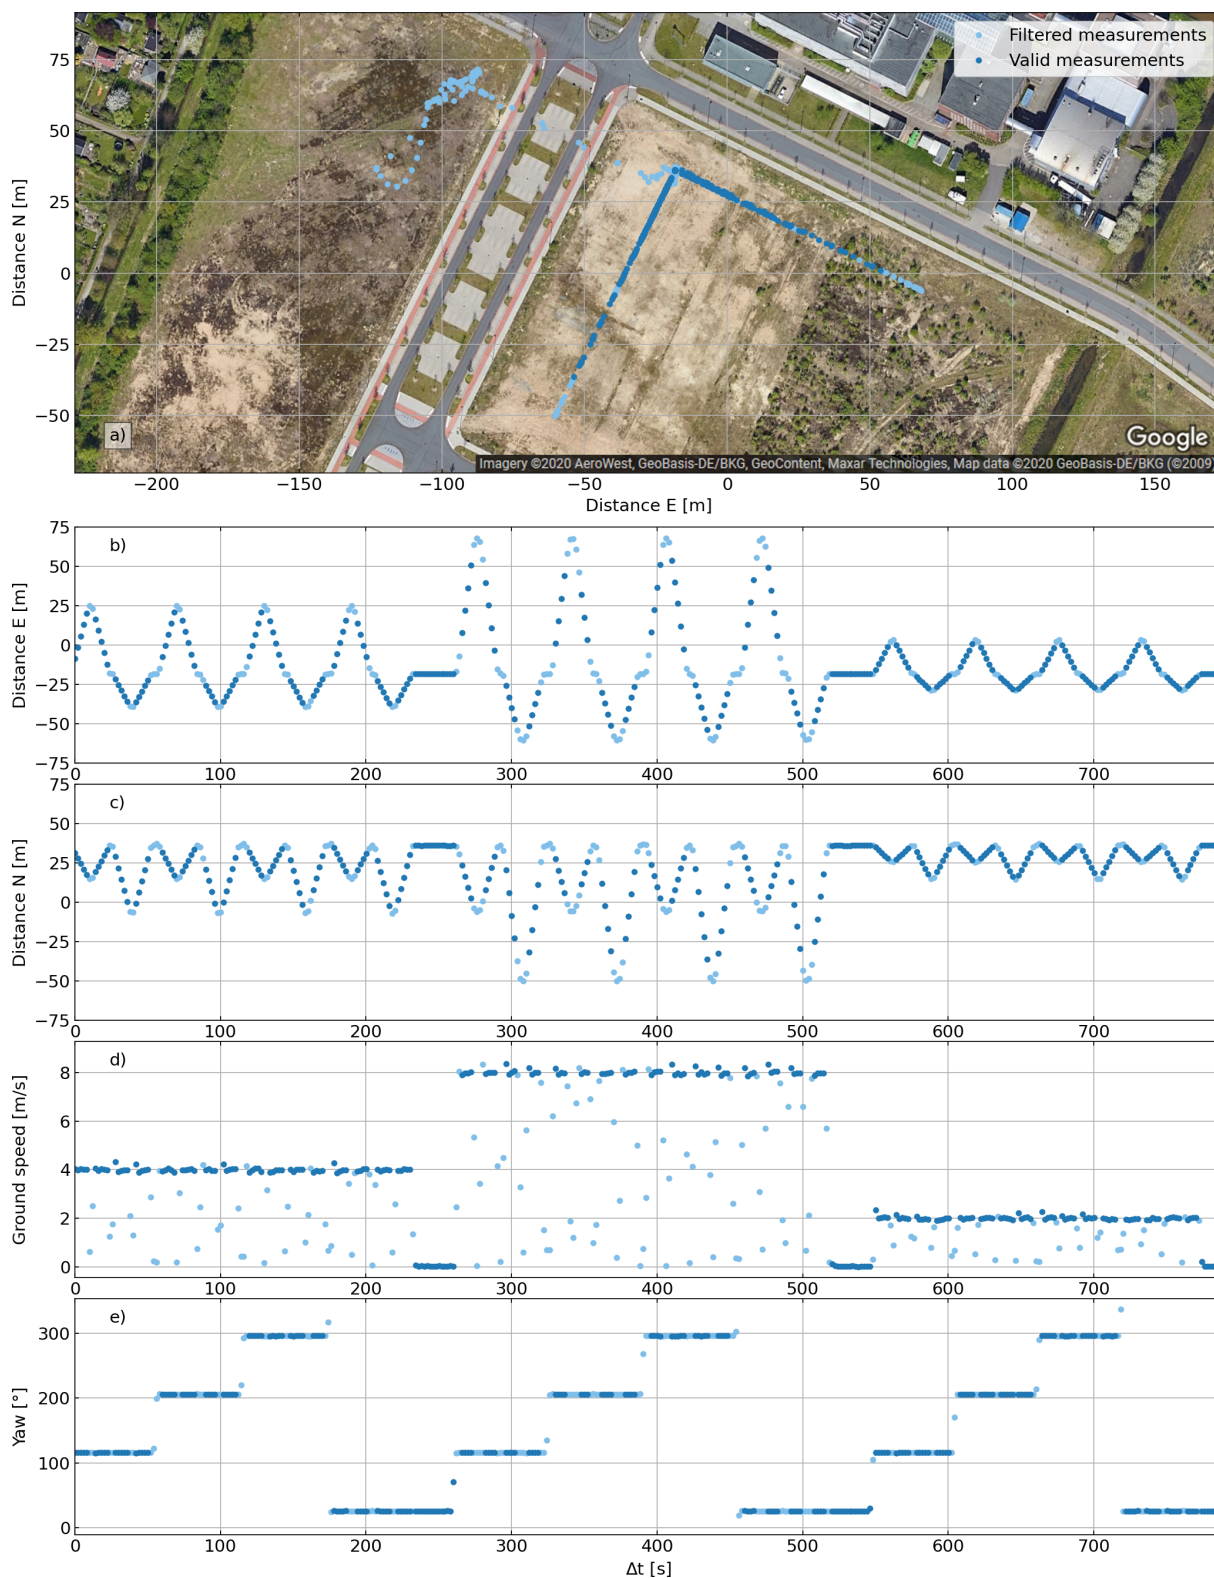 Filtered measurements
Valid measurements
75
50
25
0
−25
−50
Distance N [m]
a)
Google
Imagery ©2020 AeroWest, GeoBasis-DE/BKG, GeoContent, Maxar Technologies, Map data ©2020 GeoBasis-DE/BKG (©2009)
−200 −150 −100 −50 0 50 100 150
Distance E [m]
b)
75
50
25
0
−25
−50
−75
Distance E [m]
0 100 200 300 400 500 600 700
c)
75
50
25
0
−25
−50
−75
Distance N [m]
0 100 200 300 400 500 600 700
d)
8
6
4
2
0
Ground speed [m/s]
0 100 200 300 400 500 600 700
e)
300
200
100
0
Yaw [°]
0 100 200 300 400 500 600 700
Δt [s]